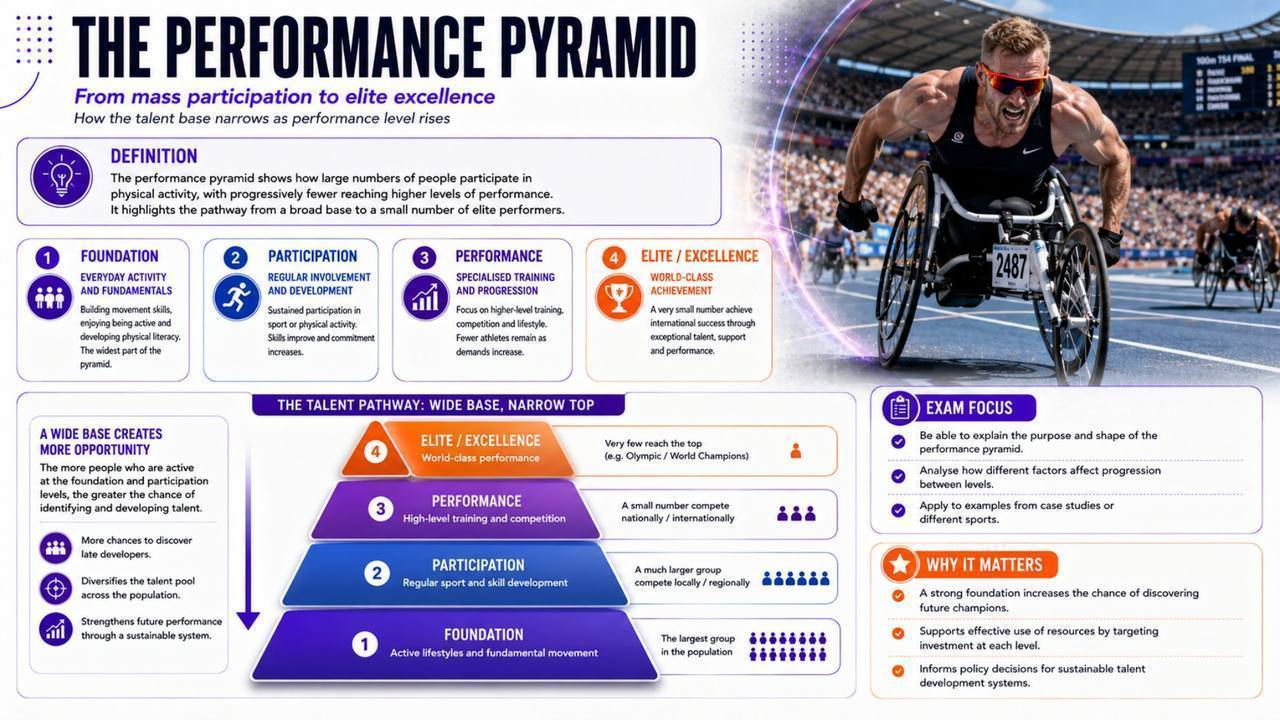 THE PERFORMANCE PYRAMID
From mass participation to elite excellence
How the talent base narrows as performance level rises
DEFINITION
The performance pyramid shows how large numbers of people participate in
physical activity, with progressively fewer reaching higher levels of performance.
It highlights the pathway from a broad base to a small number of elite performers.
1 FOUNDATION
EVERYDAY ACTIVITY
AND FUNDAMENTALS
Building movement skills,
enjoying being active and
developing physical literacy.
The widest part of the
pyramid.
2 PARTICIPATION
REGULAR INVOLVEMENT
AND DEVELOPMENT
Sustained participation in
sport or physical activity.
Skills improve and commitment
increases.
3 PERFORMANCE
SPECIALISED TRAINING
AND PROGRESSION
Focus on higher-level training,
competition and lifestyle.
Fewer athletes remain as
demands increase.
4 ELITE / EXCELLENCE
WORLD-CLASS
ACHIEVEMENT
A very small number achieve
international success through
exceptional talent, support
and performance.
100m T54 FINAL
2487
THE TALENT PATHWAY: WIDE BASE, NARROW TOP
A WIDE BASE CREATES
MORE OPPORTUNITY
The more people who are active
at the foundation and participation
levels, the greater the chance of
identifying and developing talent.
More chances to discover
late developers.
Diversifies the talent pool
across the population.
Strengthens future performance
through a sustainable system.
4 ELITE / EXCELLENCE
World-class performance
Very few reach the top
(e.g. Olympic / World Champions)
3 PERFORMANCE
High-level training and competition
A small number compete
nationally / internationally
2 PARTICIPATION
Regular sport and skill development
A much larger group
compete locally / regionally
1 FOUNDATION
Active lifestyles and fundamental movement
The largest group
in the population
EXAM FOCUS
Be able to explain the purpose and shape of the
performance pyramid.
Analyse how different factors affect progression
between levels.
Apply to examples from case studies or
different sports.
WHY IT MATTERS
A strong foundation increases the chance of discovering
future champions.
Supports effective use of resources by targeting
investment at each level.
Informs policy decisions for sustainable talent
development systems.